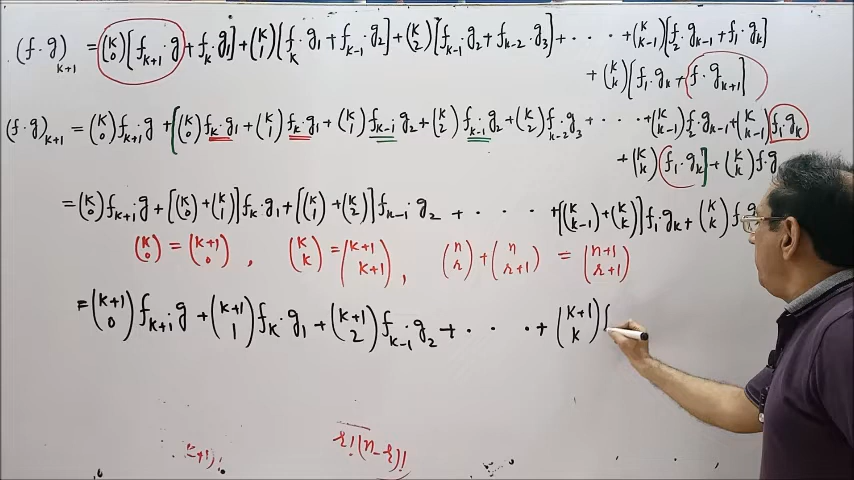 (f·g)_{k+1} = (k 0)[f_{k+1}·g + f_k·g_1] + (k 1)[f_k·g_1 + f_{k-1}·g_2] + (k 2)[f_{k-1}·g_2 + f_{k-2}·g_3] + · · · · + (k k-1)[f_2·g_{k-1} + f_1·g_k]
+ (k k)[f_1·g_k + f·g_{k+1}]
(f·g)_{k+1} = (k 0)f_{k+1}·g + [(k 0)f_k·g_1 + (k 1)f_k·g_1 + (k 1)f_{k-1}·g_2 + (k 2)f_{k-1}·g_2 + (k 2)f_{k-2}·g_3 + · · · + (k k-1)f_2·g_{k-1} + (k k-1)f_1·g_k
+ (k k)f_1·g_k] + (k k)f·g
= (k 0)f_{k+1}·g + [(k 0)+(k 1)]f_k·g_1 + [(k 1)+(k 2)]f_{k-1}·g_2 + · · · · + [(k k-1)+(k k)]f_1·g_k + (k k)f·g
(k 0) = (k+1 0) , (k k) = (k+1 k+1) , (n r) + (n r+1) = (n+1 r+1)
= (k+1 0)f_{k+1}·g + (k+1 1)f_k·g_1 + (k+1 2)f_{k-1}·g_2 + · · · · + (k+1 k)f
r!(n-r)!